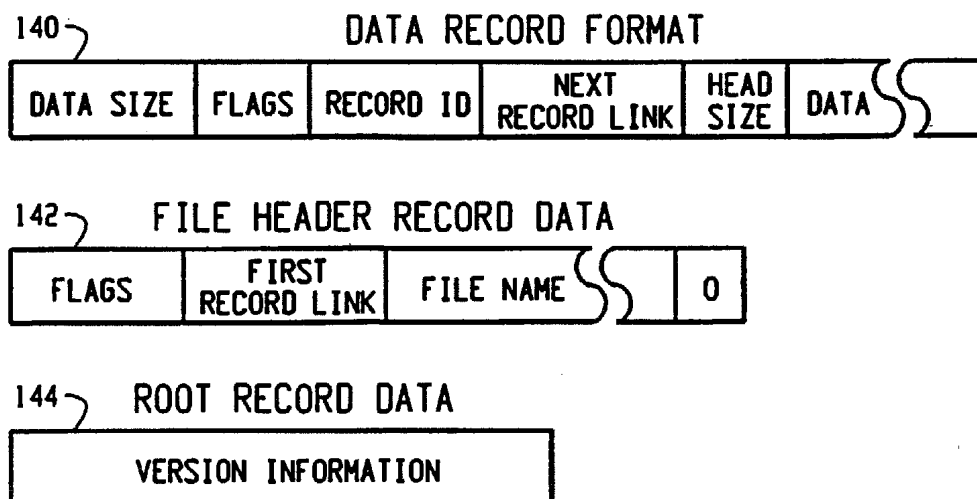 140 DATA RECORD FORMAT
DATA SIZE FLAGS RECORD ID NEXT RECORD LINK HEAD SIZE DATA
142 FILE HEADER RECORD DATA
FLAGS FIRST RECORD LINK FILE NAME 0
144 ROOT RECORD DATA
VERSION INFORMATION